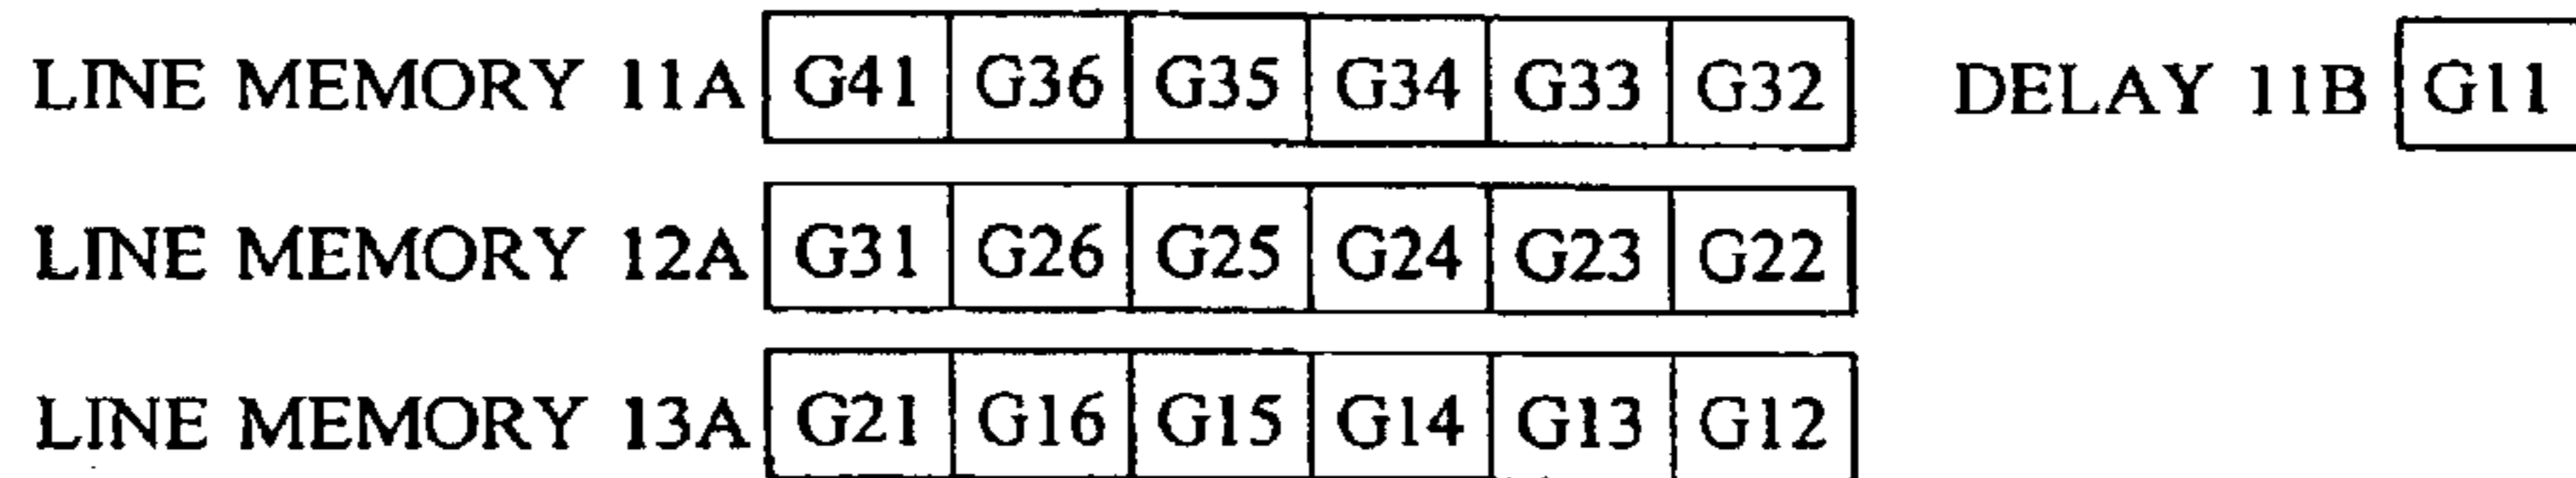 LINE MEMORY 11A G41 G36 G35 G34 G33 G32 DELAY 11B G11
LINE MEMORY 12A G31 G26 G25 G24 G23 G22
LINE MEMORY 13A G21 G16 G15 G14 G13 G12